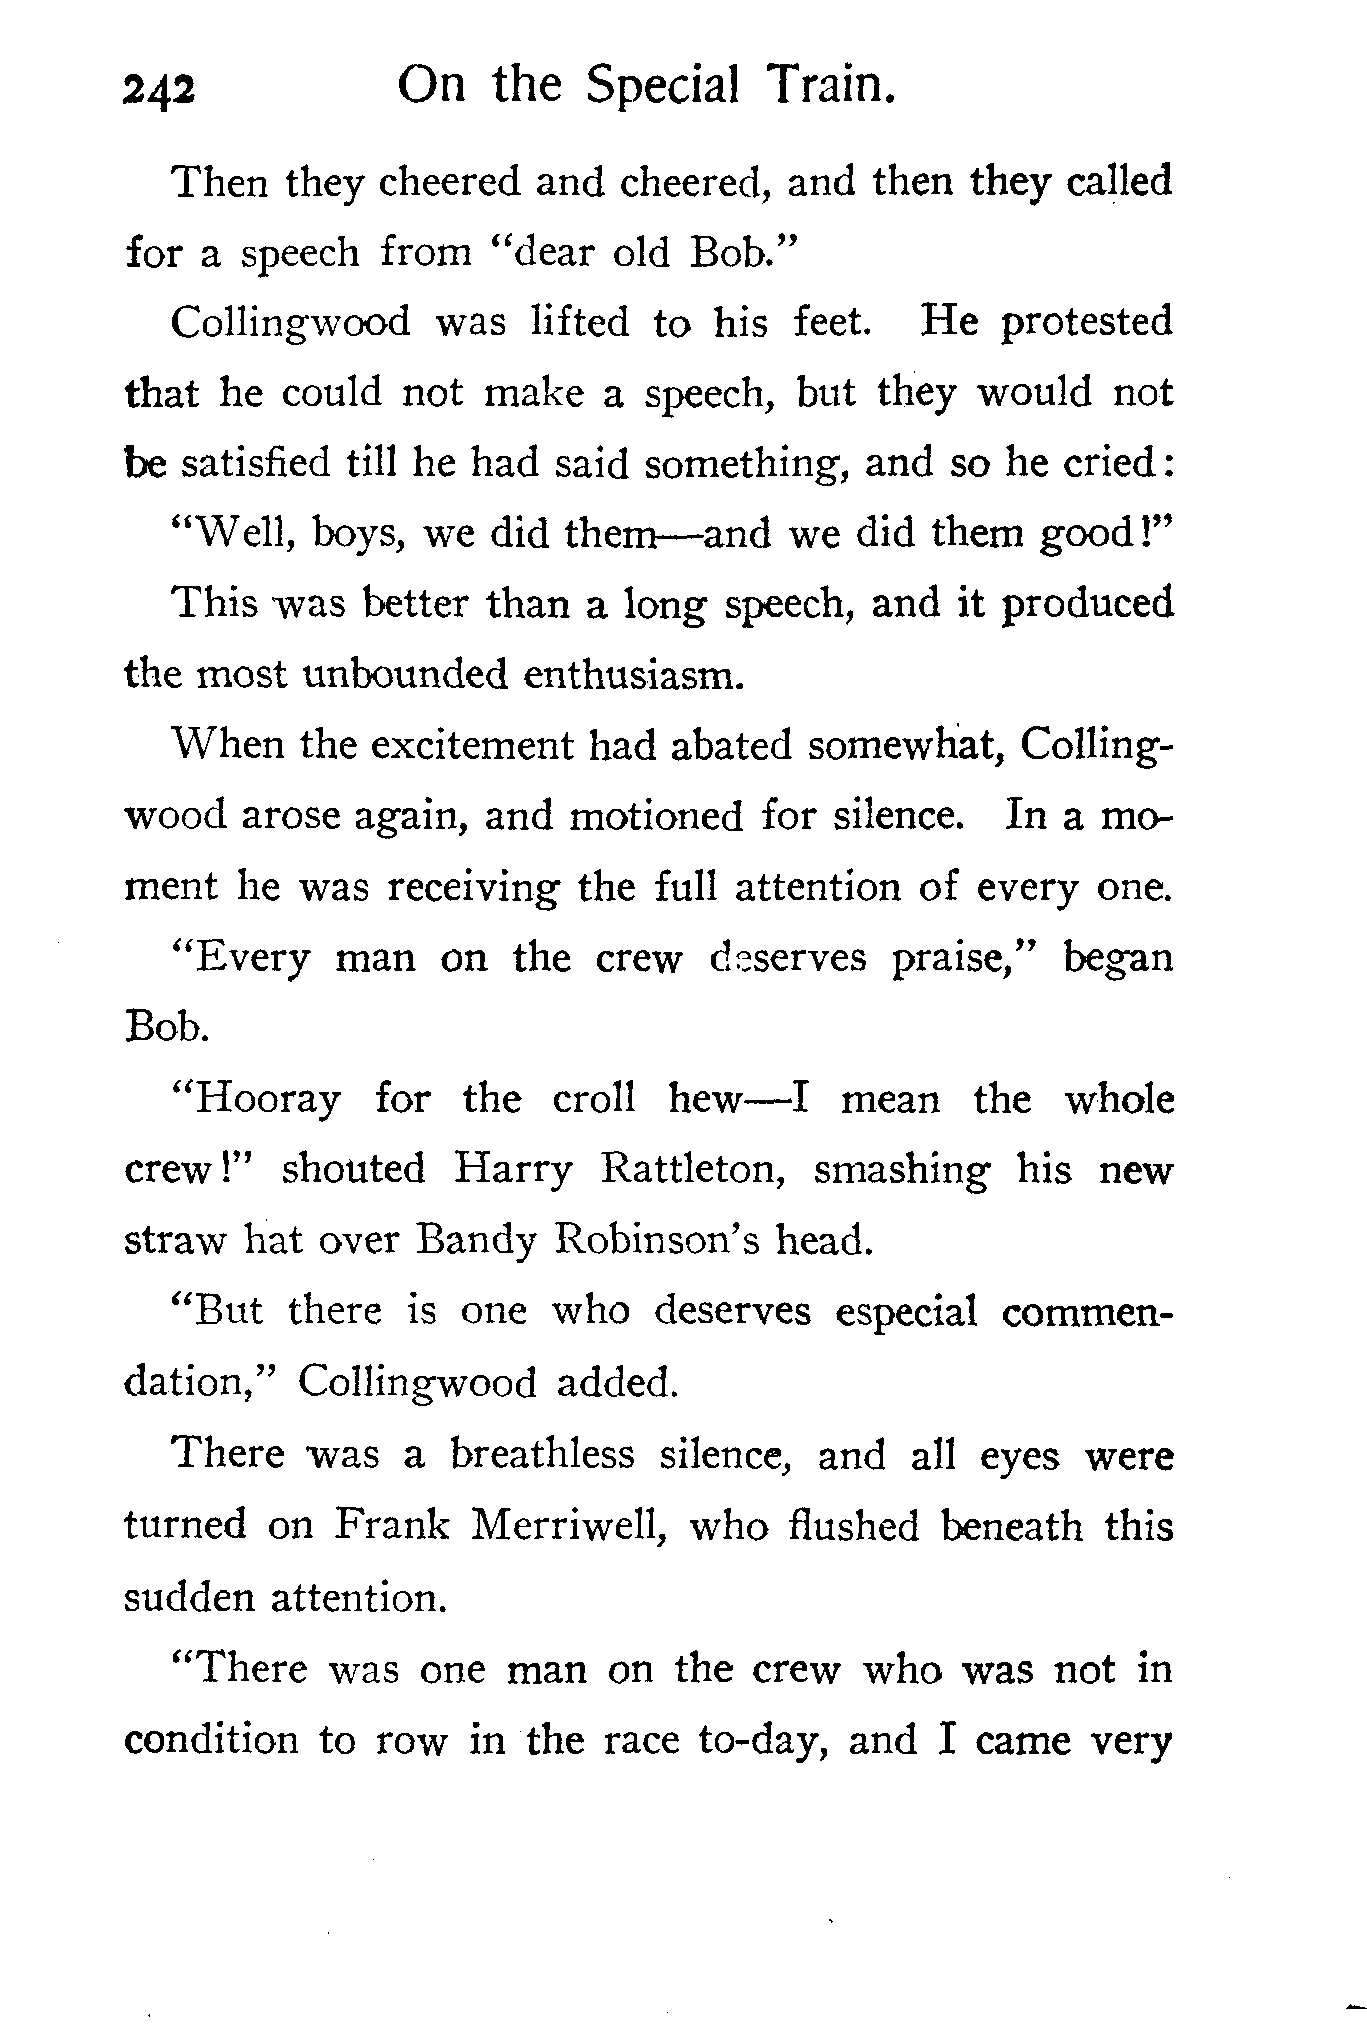 242 On the Special Train.
Then they cheered and cheered, and then they called
for a speech from "dear old Bob."
Collingwood was lifted to his feet. He protested
that he could not make a speech, but they would not
be satisfied till he had said something, and so he cried:
"Well, boys, we did them—and we did them good!"
This was better than a long speech, and it produced
the most unbounded enthusiasm.
When the excitement had abated somewhat, Colling-
wood arose again, and motioned for silence. In a mo-
ment he was receiving the full attention of every one.
"Every man on the crew deserves praise," began
Bob.
"Hooray for the croll hew—I mean the whole
crew!" shouted Harry Rattleton, smashing his new
straw hat over Bandy Robinson's head.
"But there is one who deserves especial commen-
dation," Collingwood added.
There was a breathless silence, and all eyes were
turned on Frank Merriwell, who flushed beneath this
sudden attention.
"There was one man on the crew who was not in
condition to row in the race to-day, and I came very